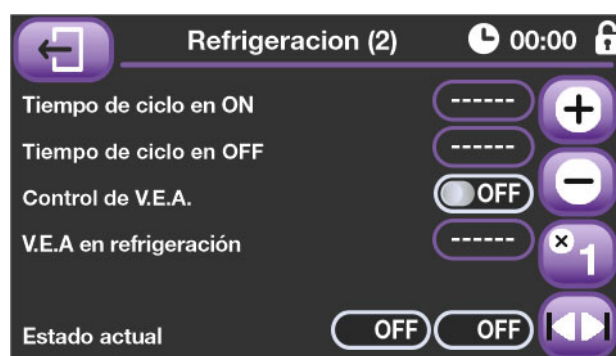 Refrigeracion (2) 00:00
Tiempo de ciclo en ON ------
Tiempo de ciclo en OFF ------
Control de V.E.A. OFF
V.E.A en refrigeración ------
×1
Estado actual OFF OFF